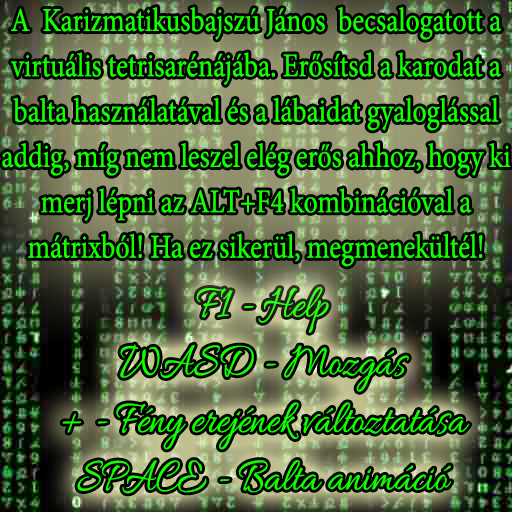 A Karizmatikusbajszú János becsalogatott a
virtuális tetrisarénájába. Erősítsd a karodat a
balta használatával és a lábaidat gyaloglással
addig, míg nem leszel elég erős ahhoz, hogy ki
merj lépni az ALT+F4 kombinációval a
mátrixból! Ha ez sikerül, megmenekültél!
F1 - Help
WASD - Mozgás
+ - Fény erejének változtatása
SPACE - Balta animáció